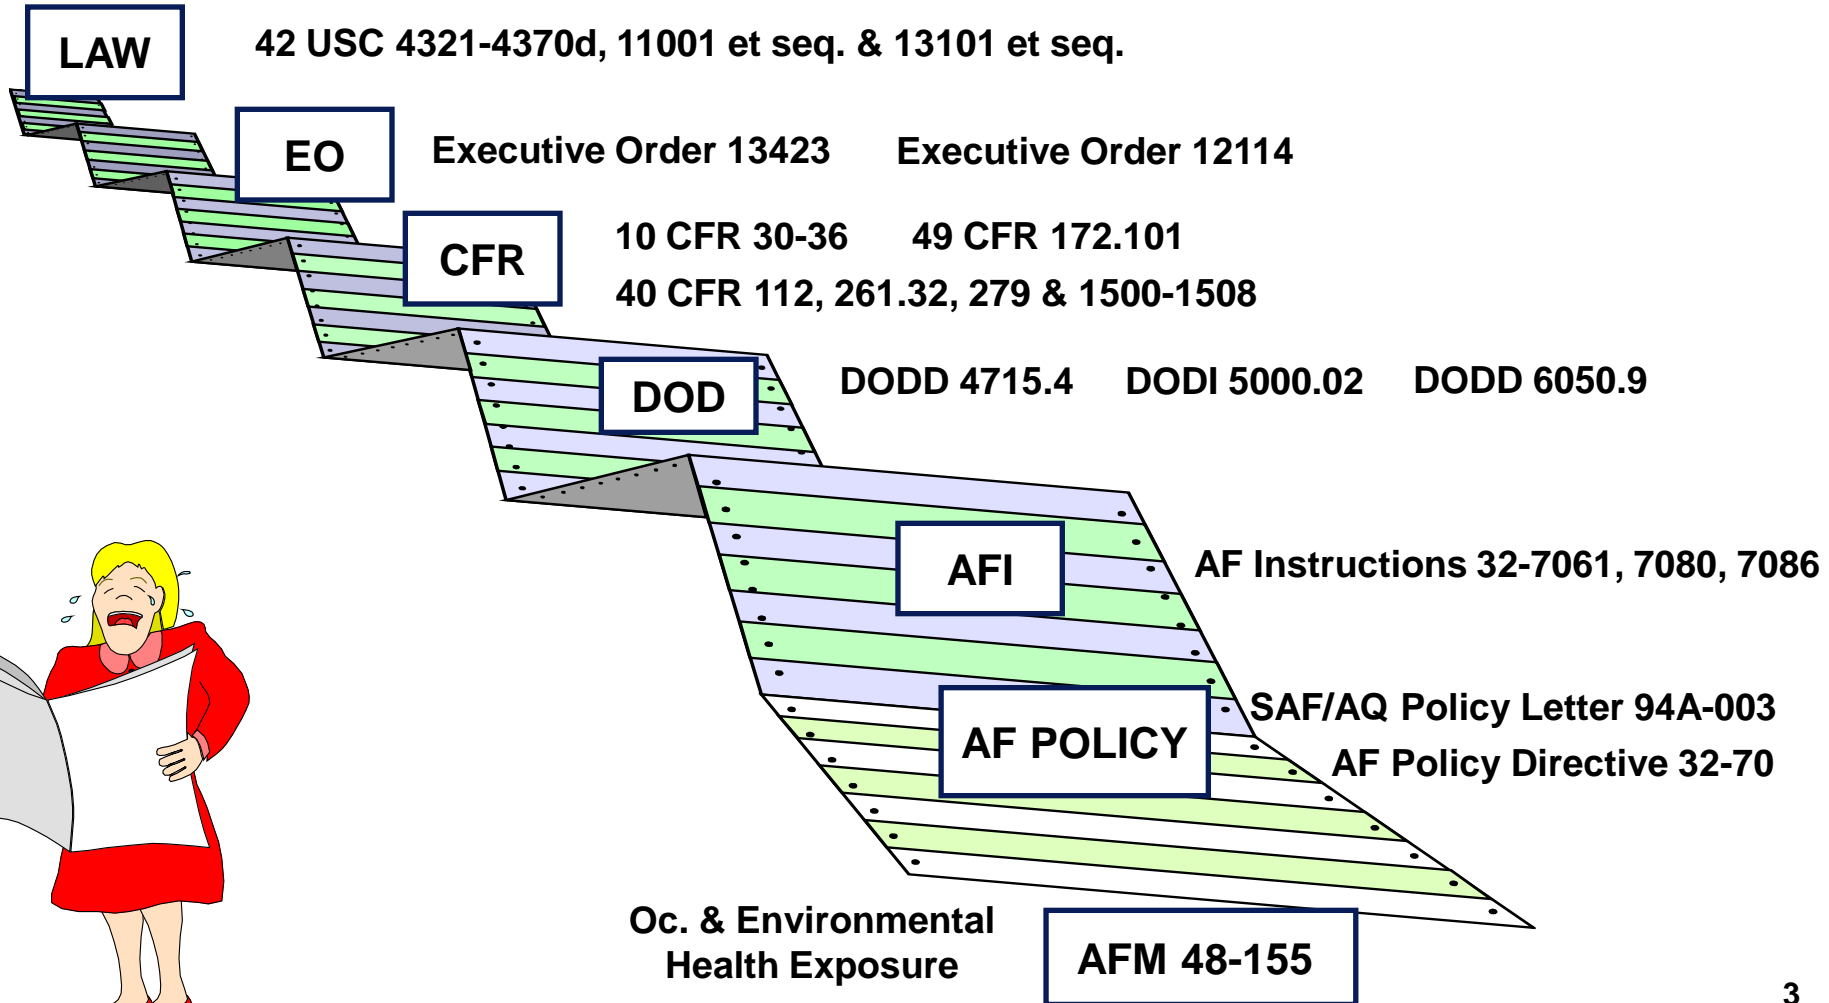 LAW
42 USC 4321-4370d, 11001 et seq. & 13101 et seq.
EO
Executive Order 13423
Executive Order 12114
CFR
10 CFR 30-36
49 CFR 172.101
40 CFR 112, 261.32, 279 & 1500-1508
DOD
DODD 4715.4
DODI 5000.02
DODD 6050.9
AFI
AF Instructions 32-7061, 7080, 7086
AF POLICY
SAF/AQ Policy Letter 94A-003
AF Policy Directive 32-70
Oc. & Environmental
Health Exposure
AFM 48-155
3